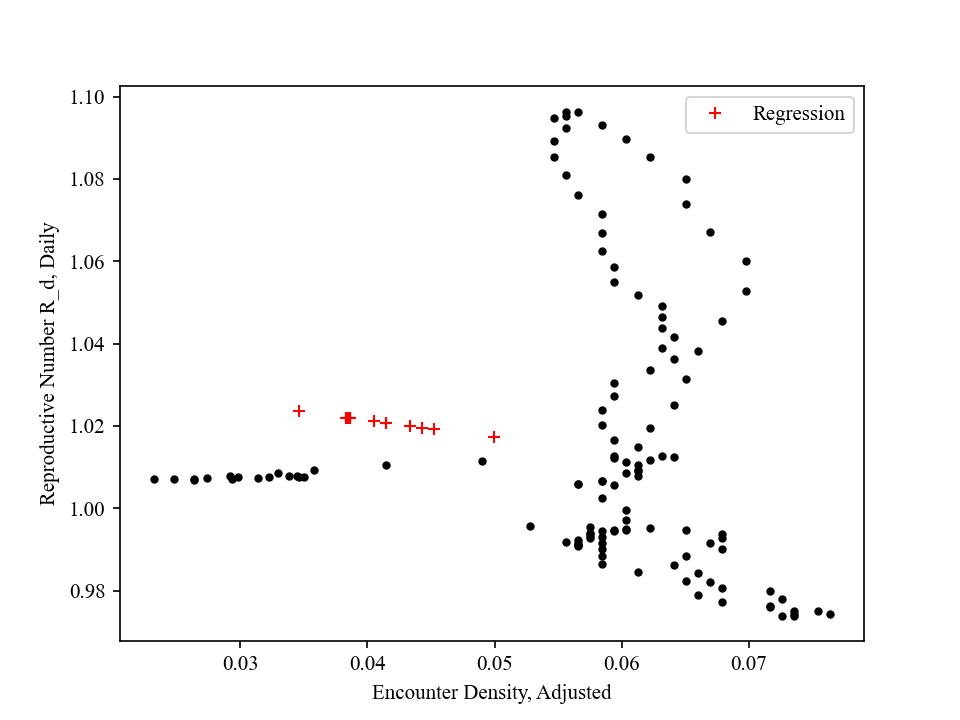 Regression
1.10
1.08
1.06
1.04
1.02
1.00
0.98
Reproductive Number R_d, Daily
0.03 0.04 0.05 0.06 0.07
Encounter Density, Adjusted